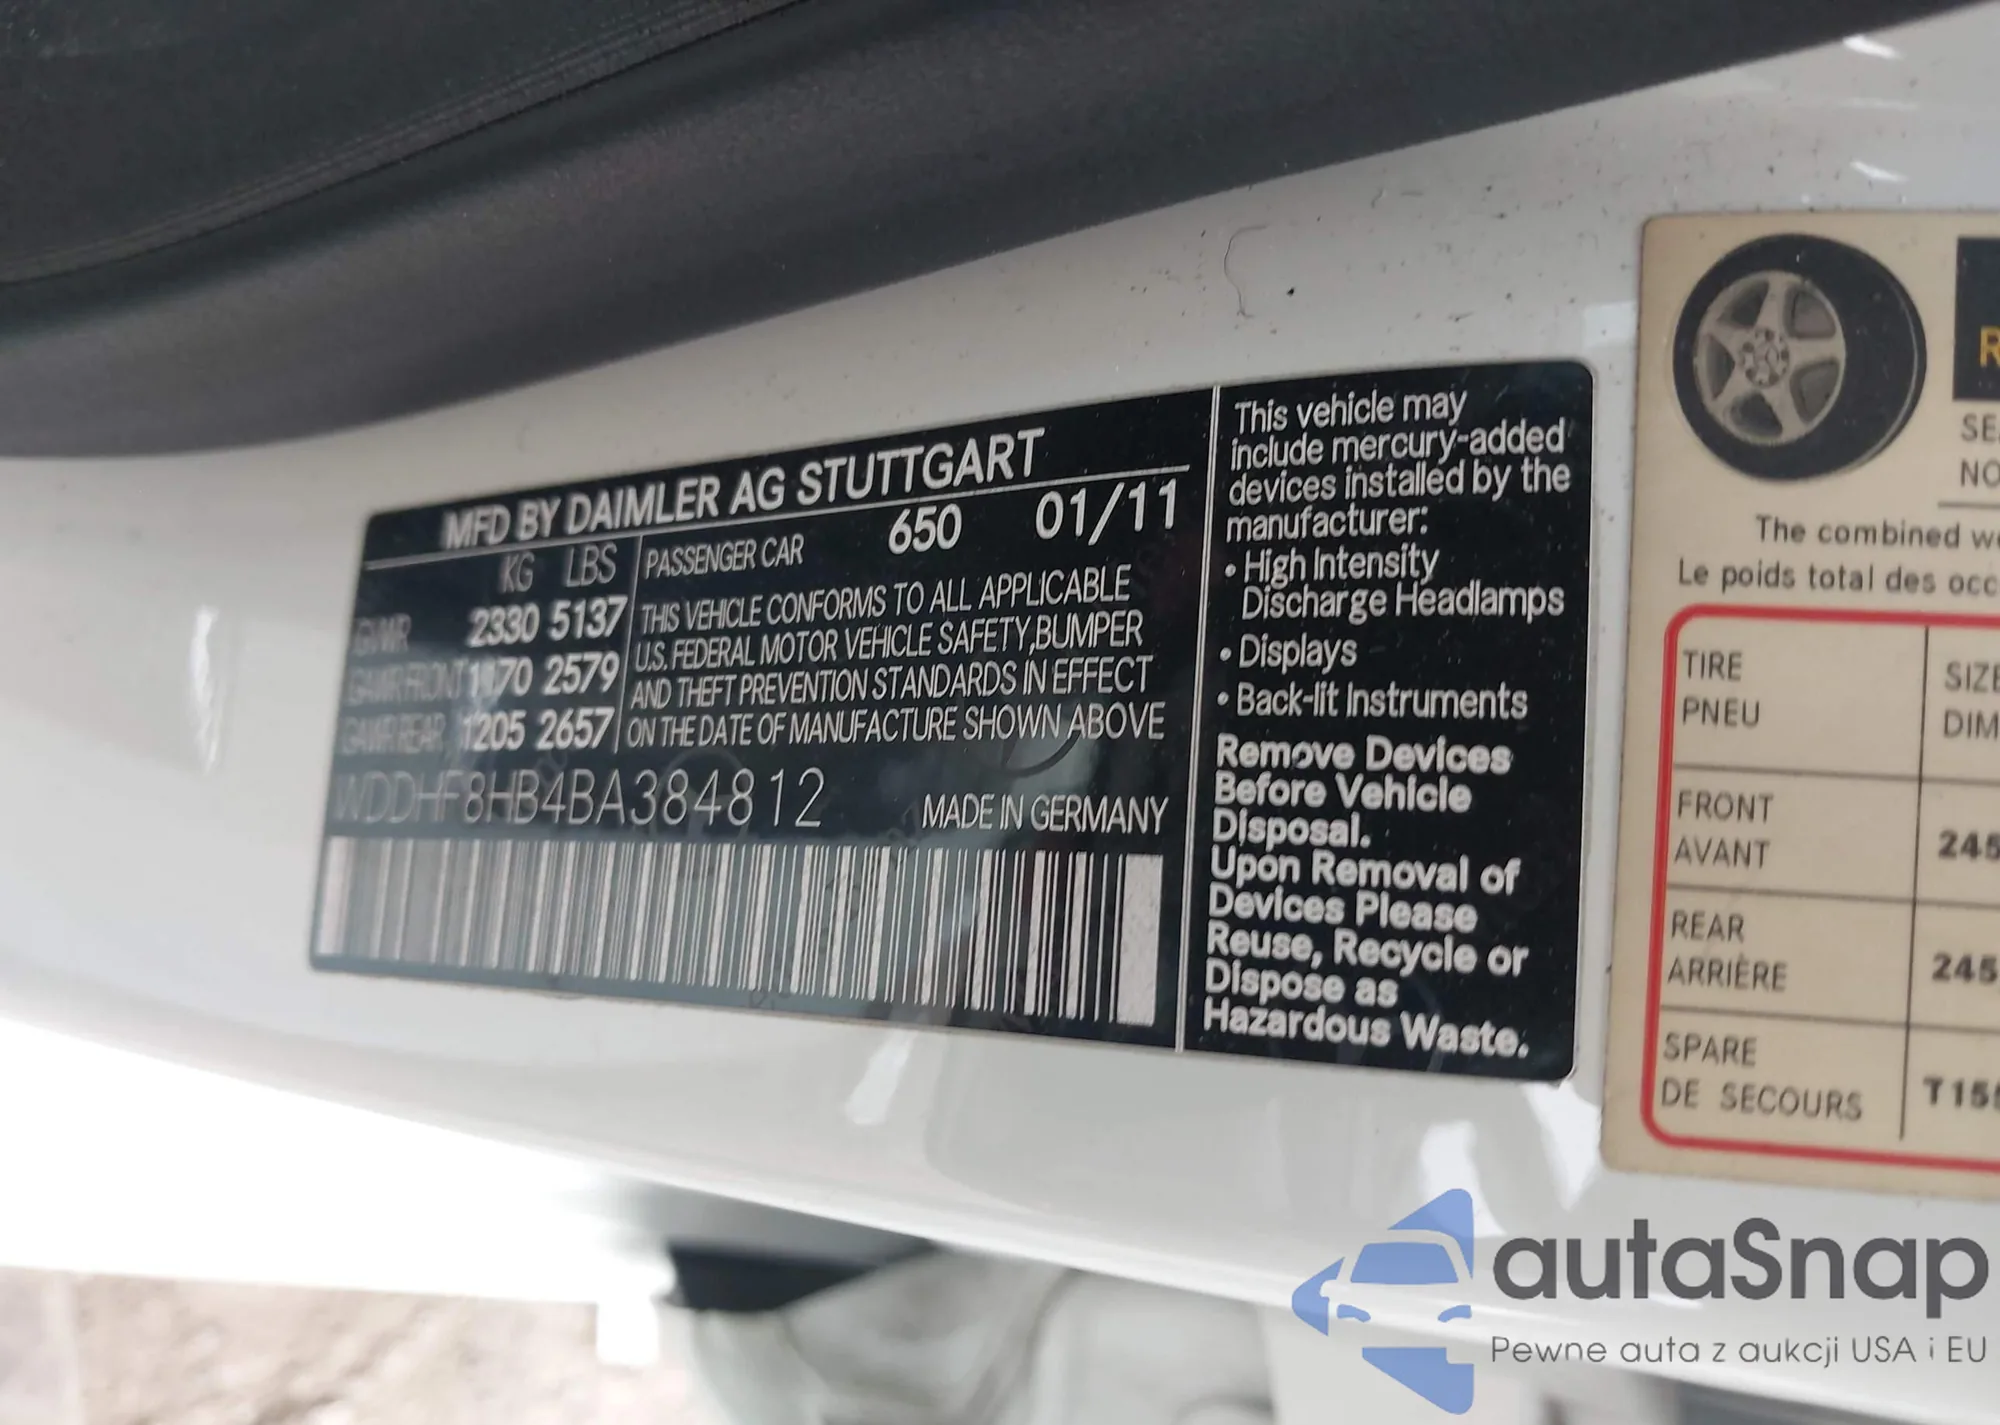 MFD BY DAIMLER AG STUTTGART
KG LBS
PASSENGER CAR 650 01/11
GVWR 2330 5137
GAWR FRONT 1170 2579
GAWR REAR 1205 2657
THIS VEHICLE CONFORMS TO ALL APPLICABLE
U.S. FEDERAL MOTOR VEHICLE SAFETY, BUMPER
AND THEFT PREVENTION STANDARDS IN EFFECT
ON THE DATE OF MANUFACTURE SHOWN ABOVE
WDDHF8HB4BA384812
MADE IN GERMANY
This vehicle may
include mercury-added
devices installed by the
manufacturer:
• High Intensity
Discharge Headlamps
• Displays
• Back-lit Instruments
Remove Devices
Before Vehicle
Disposal.
Upon Removal of
Devices Please
Reuse, Recycle or
Dispose as
Hazardous Waste.
The combined
Le poids total des
TIRE
PNEU
FRONT
AVANT
245
REAR
ARRIÈRE
245
SPARE
DE SECOURS
autaSnap
Pewne auta z aukcji USA i EU